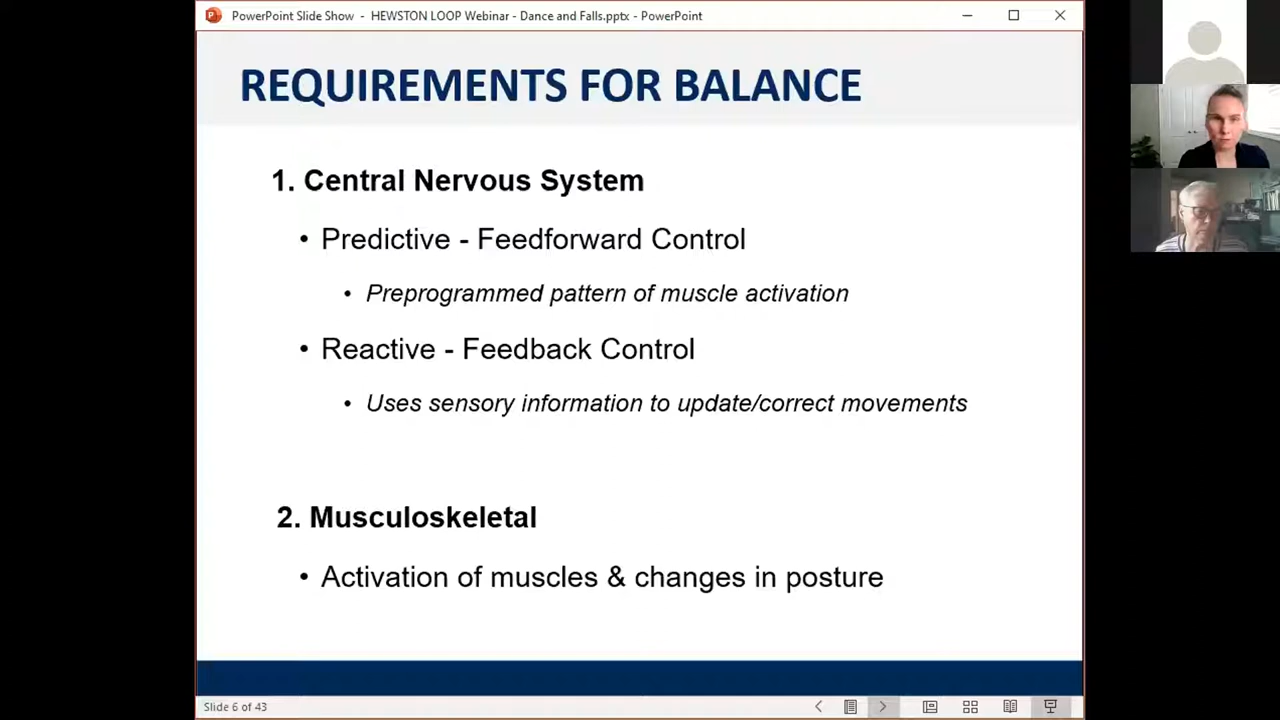 PowerPoint Slide Show - HEWSTON LOOP Webinar - Dance and Falls.pptx - PowerPoint
REQUIREMENTS FOR BALANCE
1. Central Nervous System
• Predictive - Feedforward Control
• Preprogrammed pattern of muscle activation
• Reactive - Feedback Control
• Uses sensory information to update/correct movements
2. Musculoskeletal
• Activation of muscles & changes in posture
Slide 6 of 43